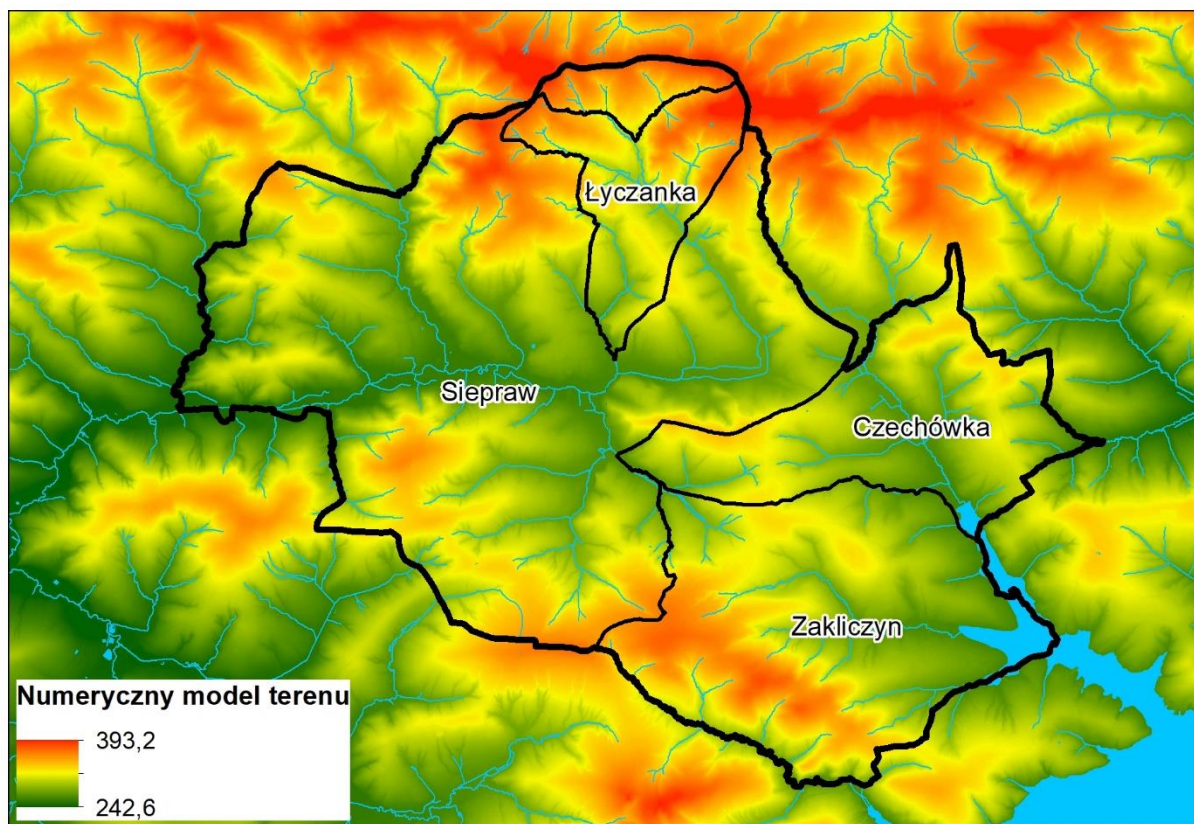 Łyczanka
Siepraw
Czechówka
Zakliczyn
Numeryczny model terenu
393,2
242,6